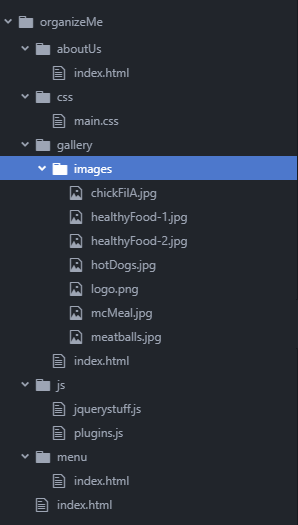 organizeMe
aboutUs
index.html
css
main.css
gallery
images
chickFilA.jpg
healthyFood-1.jpg
healthyFood-2.jpg
hotDogs.jpg
logo.png
mcMeal.jpg
meatballs.jpg
index.html
js
jquerystuff.js
plugins.js
menu
index.html
index.html